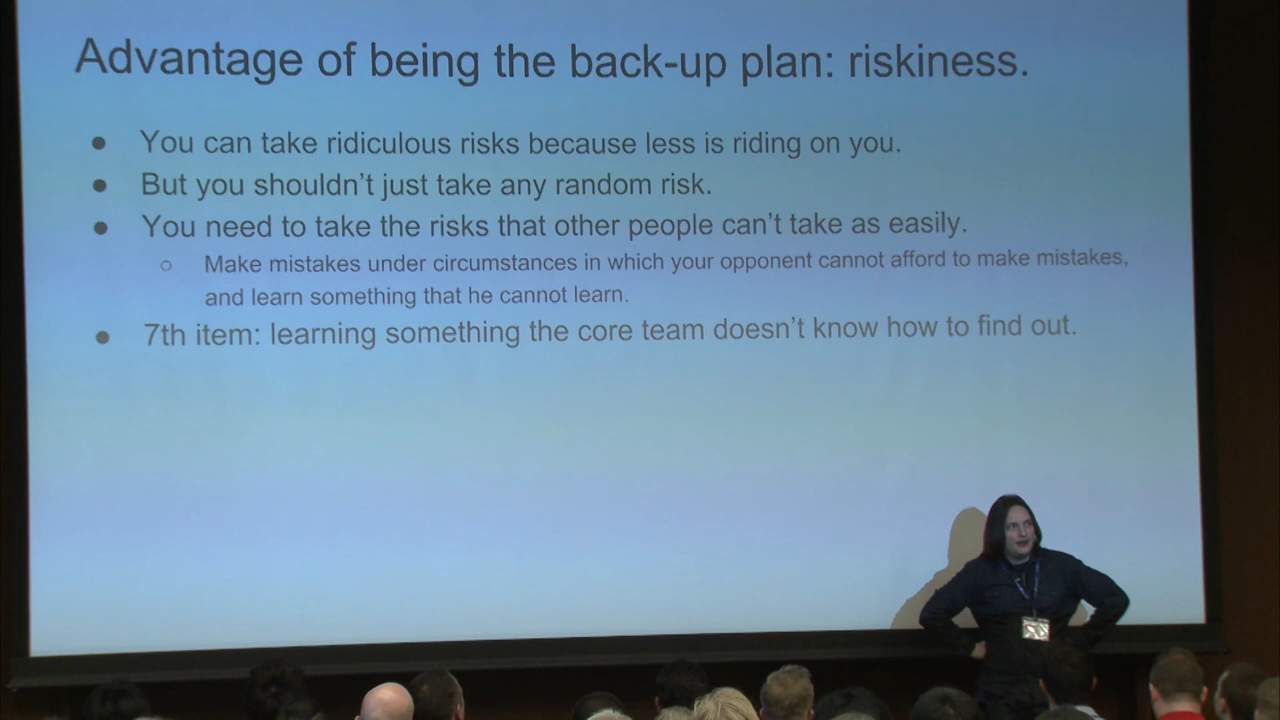 Advantage of being the back-up plan: riskiness.
● You can take ridiculous risks because less is riding on you.
● But you shouldn't just take any random risk.
● You need to take the risks that other people can't take as easily.
○ Make mistakes under circumstances in which your opponent cannot afford to make mistakes,
and learn something that he cannot learn.
● 7th item: learning something the core team doesn't know how to find out.